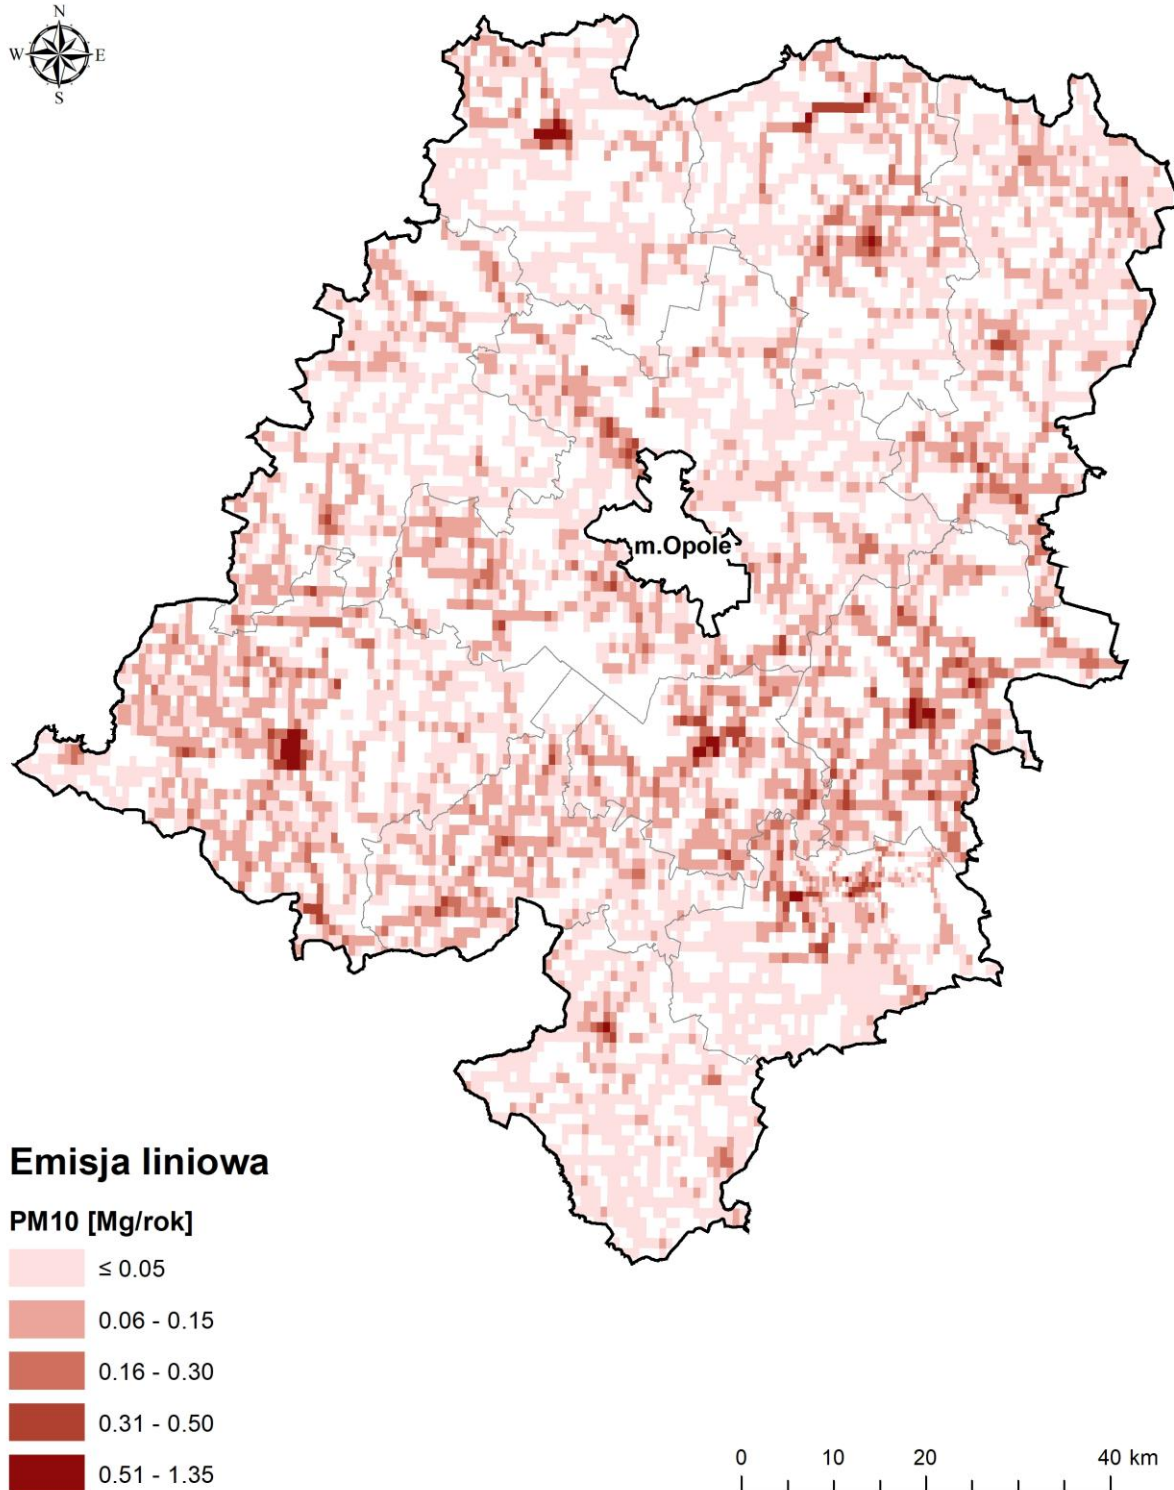 N
W E
S
m.Opole
Emisja liniowa
PM10 [Mg/rok]
≤ 0.05
0.06 - 0.15
0.16 - 0.30
0.31 - 0.50
0.51 - 1.35
0 10 20 40 km